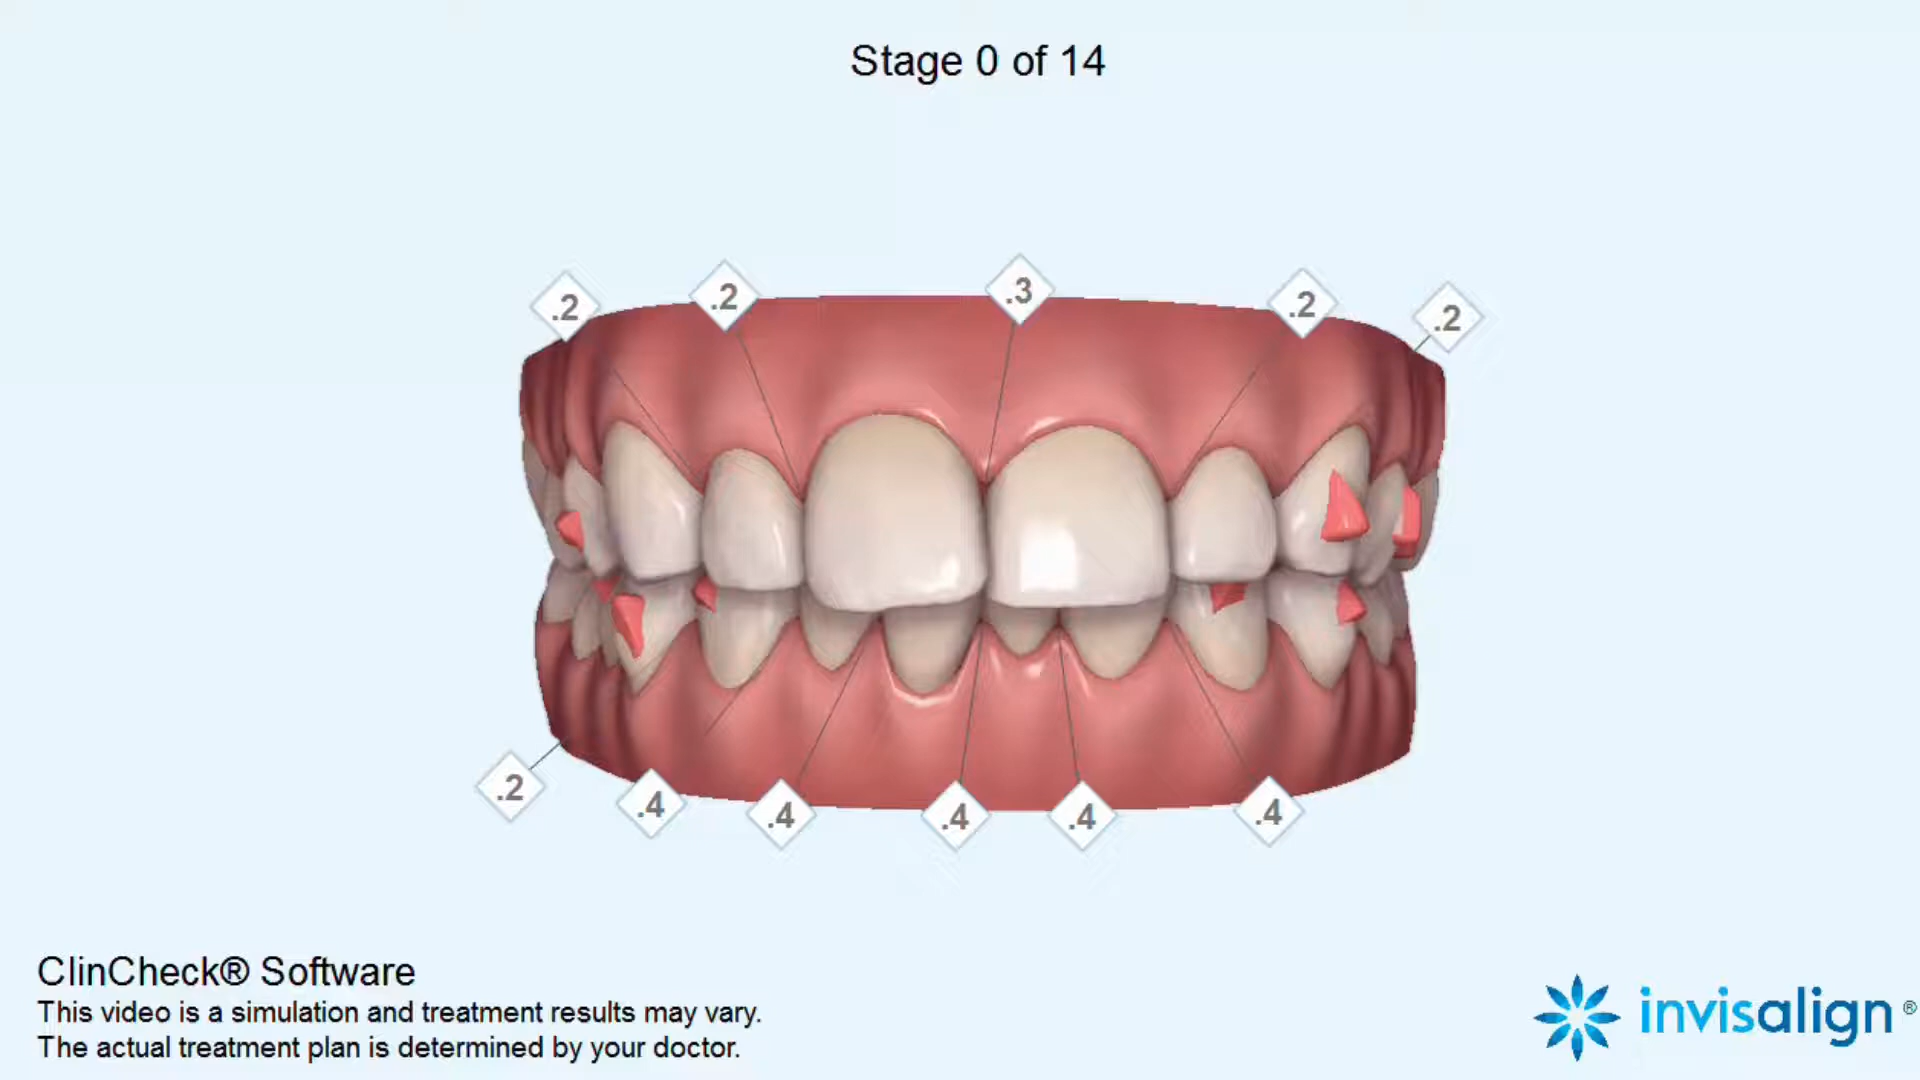 Stage 0 of 14
.2
.2
.3
.2
.2
.2
.4
.4
.4
.4
.4
ClinCheck® Software
This video is a simulation and treatment results may vary.
The actual treatment plan is determined by your doctor.
invisalign®